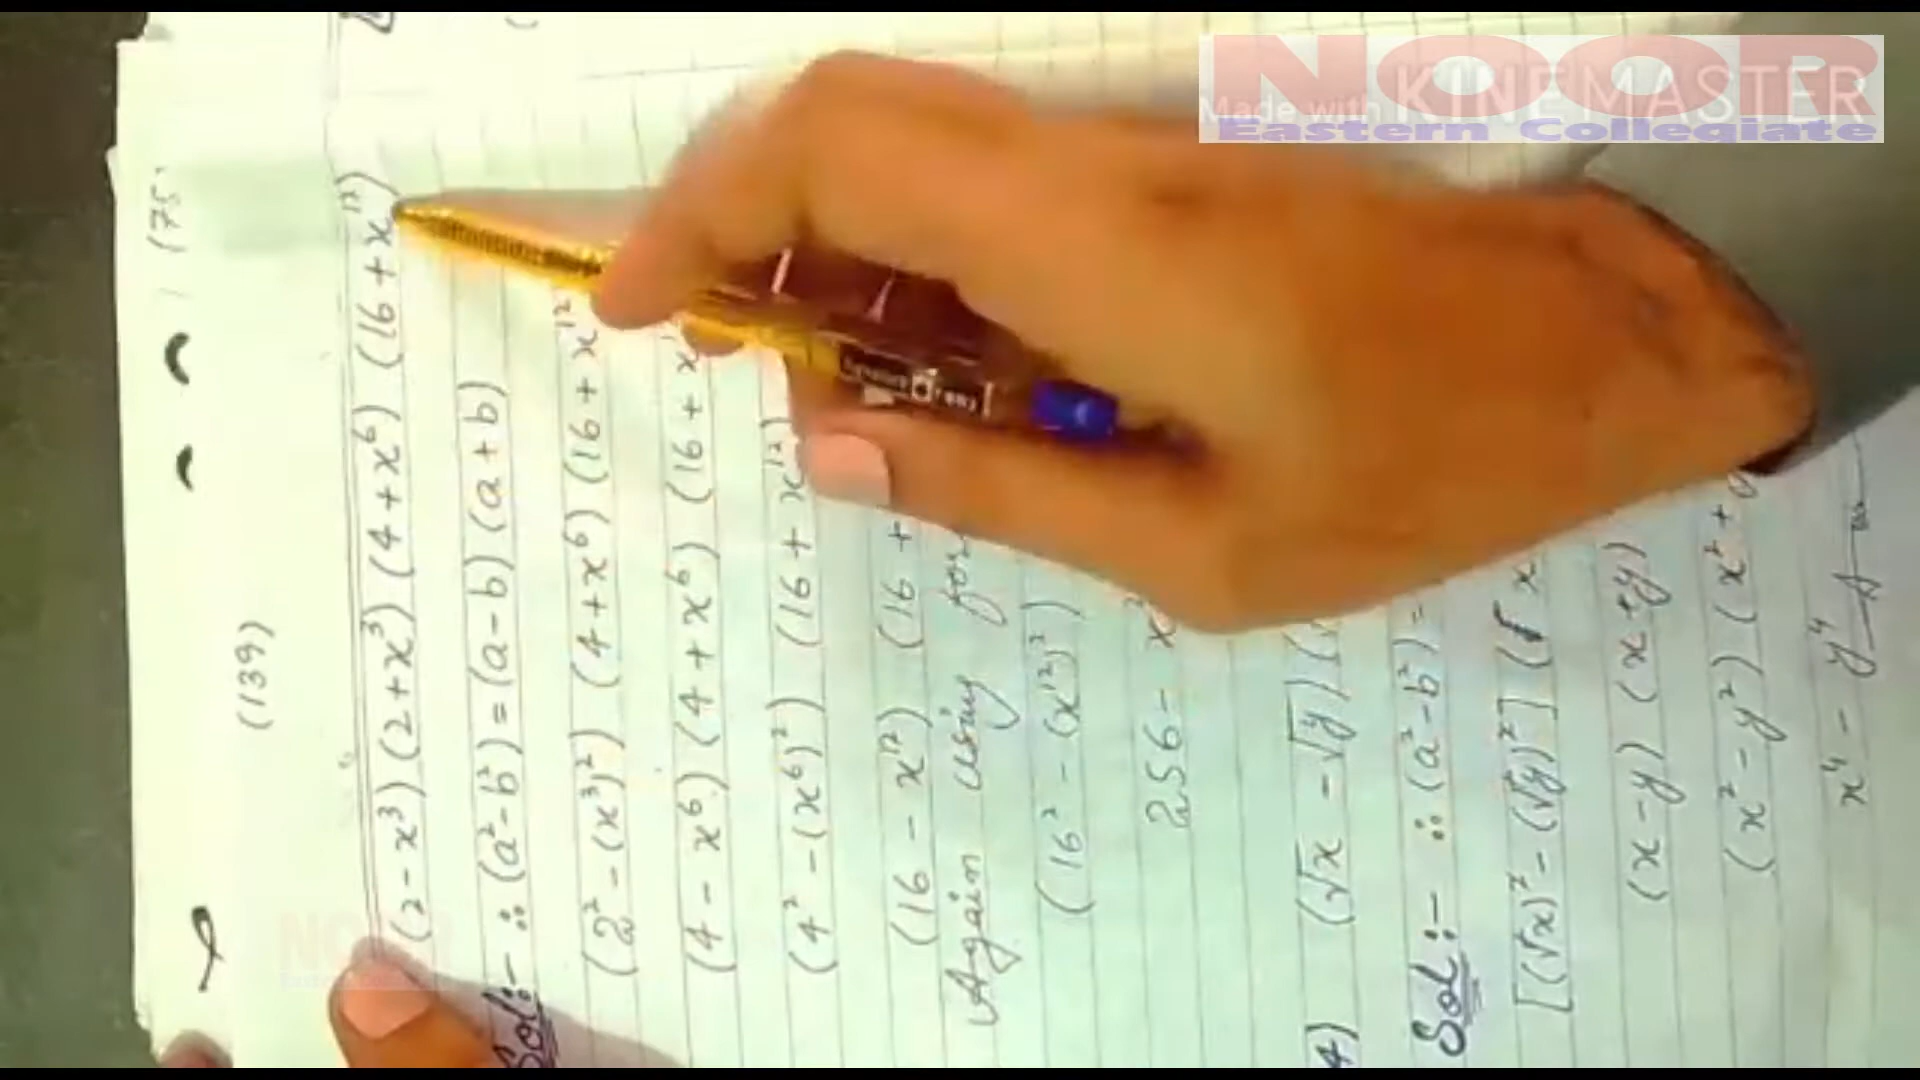 NOOR
Made with KINEMASTER
Eastern Collegiate
(139)
(2-x³)(2+x³)(4+x⁶)(16+x¹²)
Sol:- ∴ (a²-b²)=(a-b)(a+b)
(2²-(x³)²)(4+x⁶)(16+x¹²
(4-x⁶)(4+x⁶)(16+x
(4²-(x⁶)²)(16+x¹²)
(16-x¹²)(16+
Again using for
(16²-(x¹²)²)
256-x
4) (√x-√y)(
Sol:- ∴ (a²-b²)=
[(√x)²-(√y)²](x
(x-y)(x+y)
(x²-y²)(x²+
x⁴-y⁴